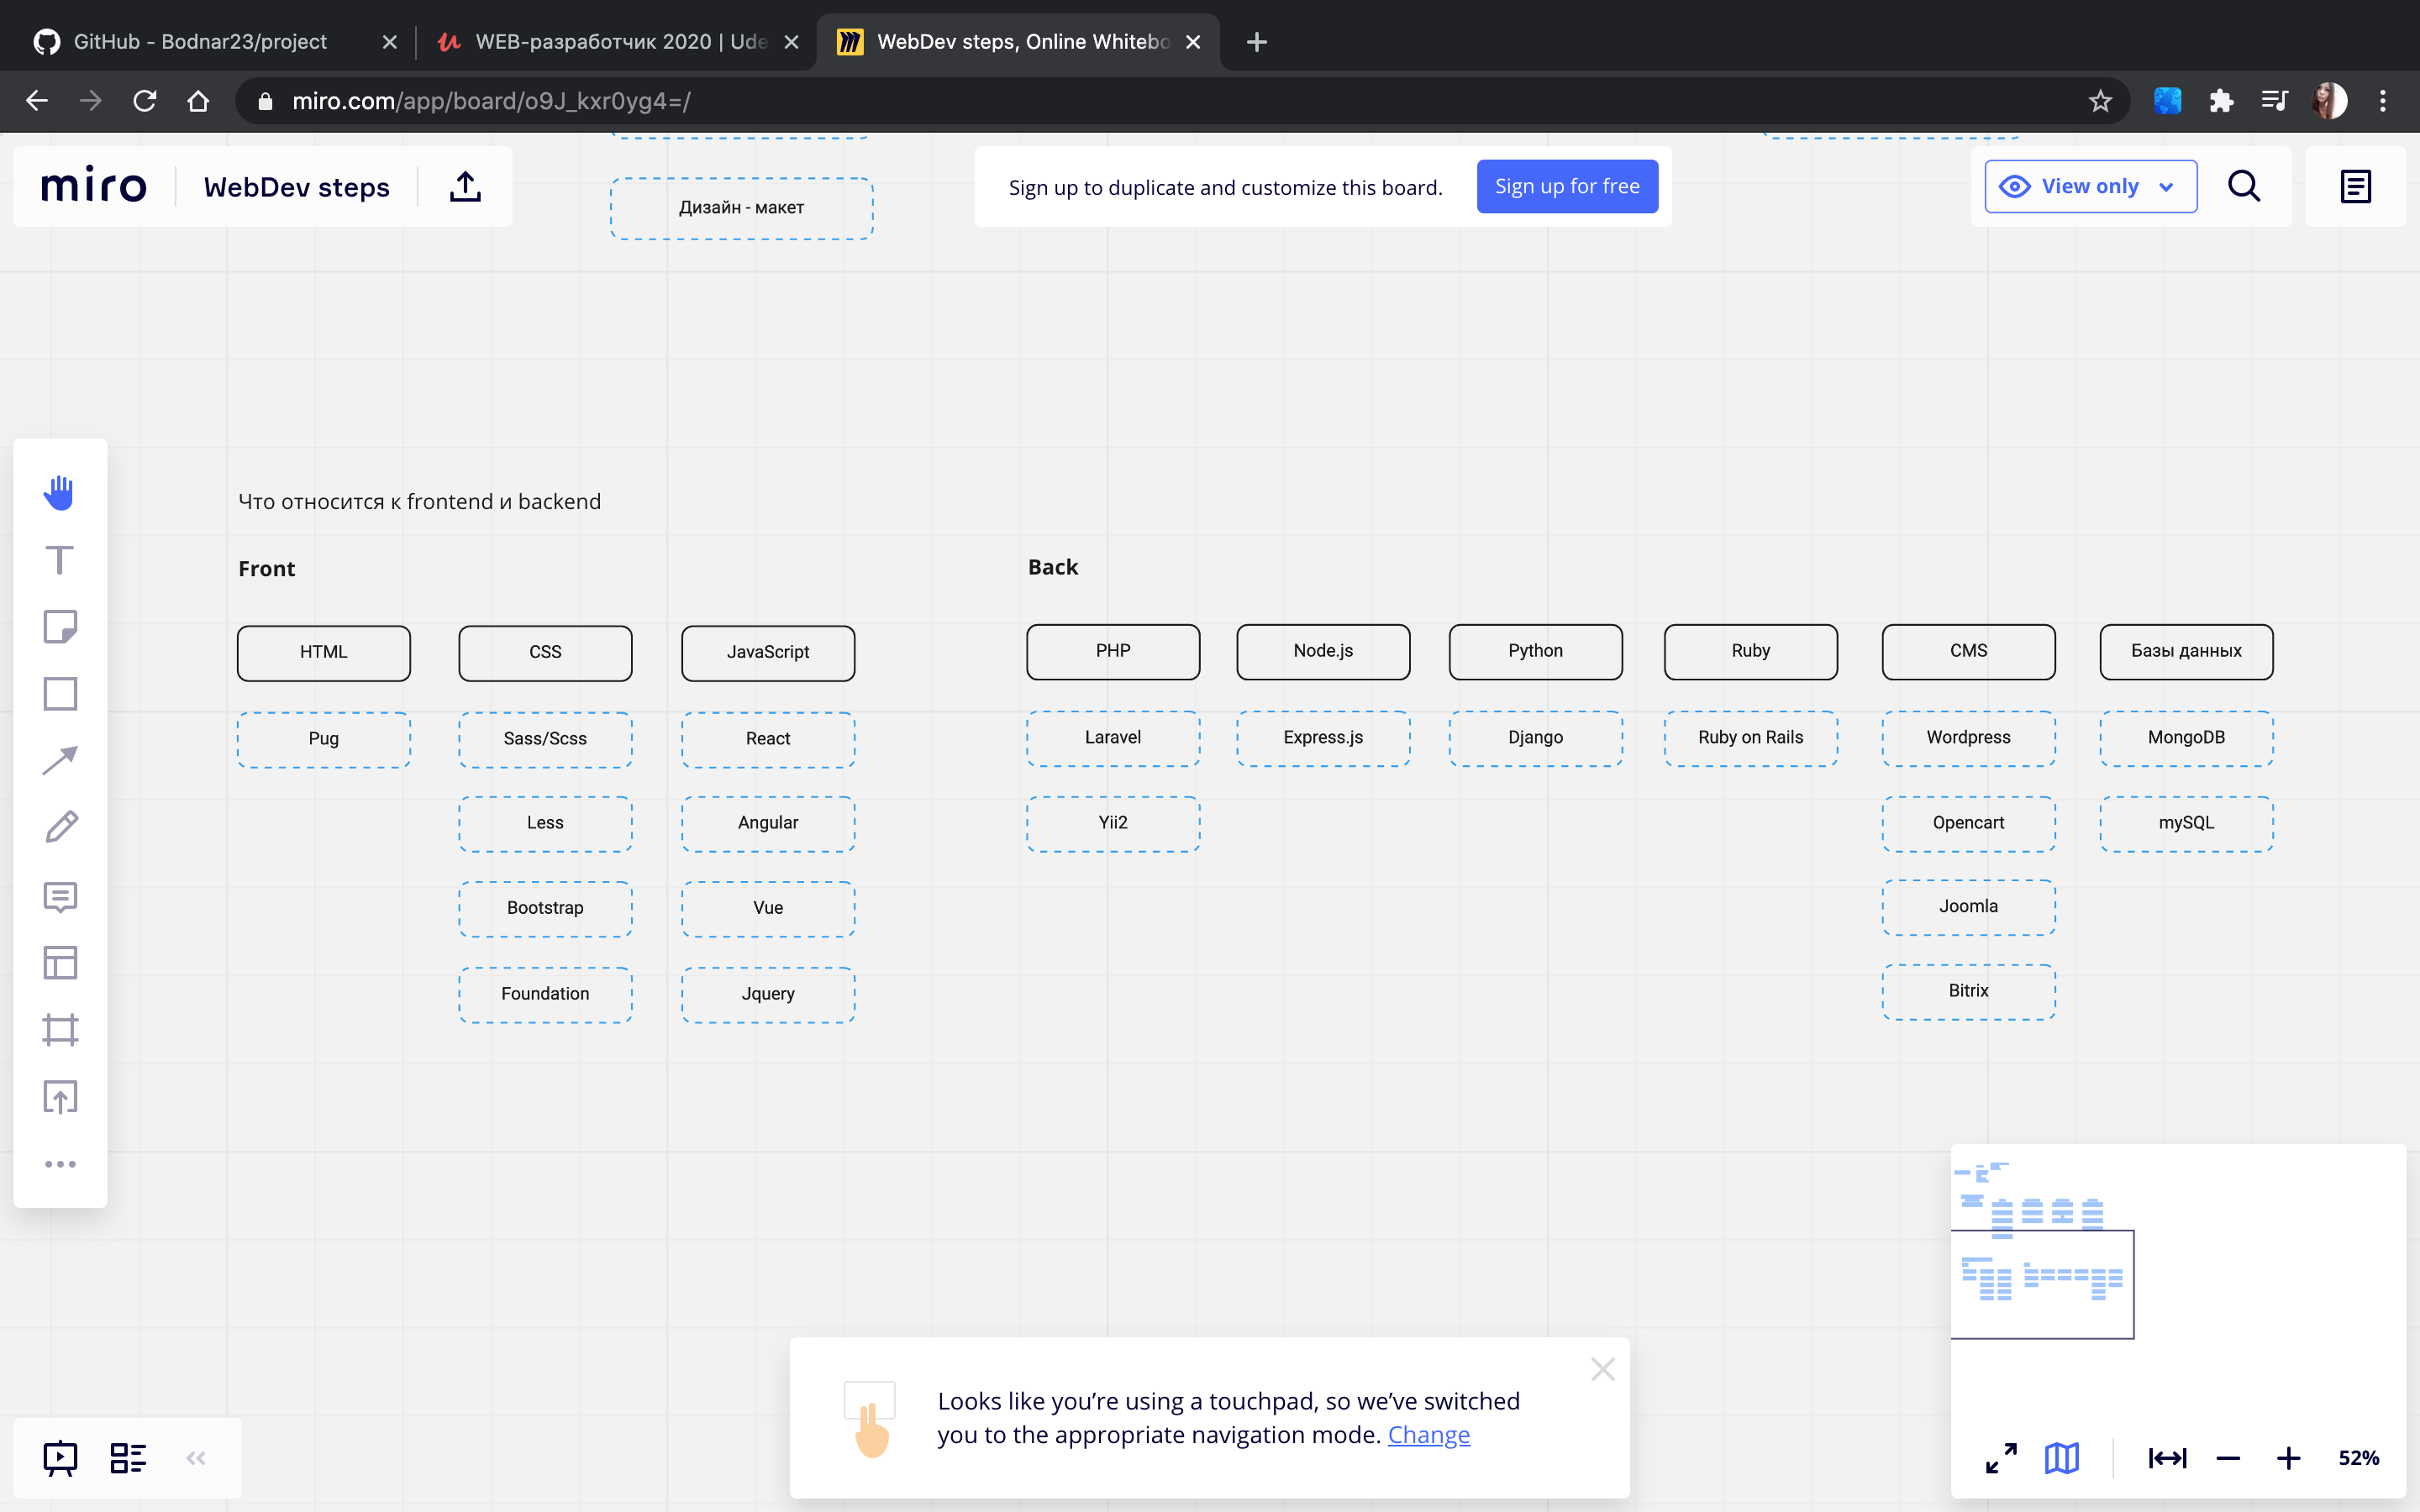 GitHub - Bodnar23/project
WEB-разработчик 2020 | Ude
WebDev steps, Online Whitebo
miro.com/app/board/o9J_kxr0yg4=/
miro
WebDev steps
Дизайн - макет
Sign up to duplicate and customize this board.
Sign up for free
View only
Что относится к frontend и backend
Front
Back
HTML
CSS
JavaScript
PHP
Node.js
Python
Ruby
CMS
Базы данных
Pug
Sass/Scss
React
Laravel
Express.js
Django
Ruby on Rails
Wordpress
MongoDB
Less
Angular
Yii2
Opencart
mySQL
Bootstrap
Vue
Joomla
Foundation
Jquery
Bitrix
Looks like you’re using a touchpad, so we’ve switched
you to the appropriate navigation mode. Change
52%